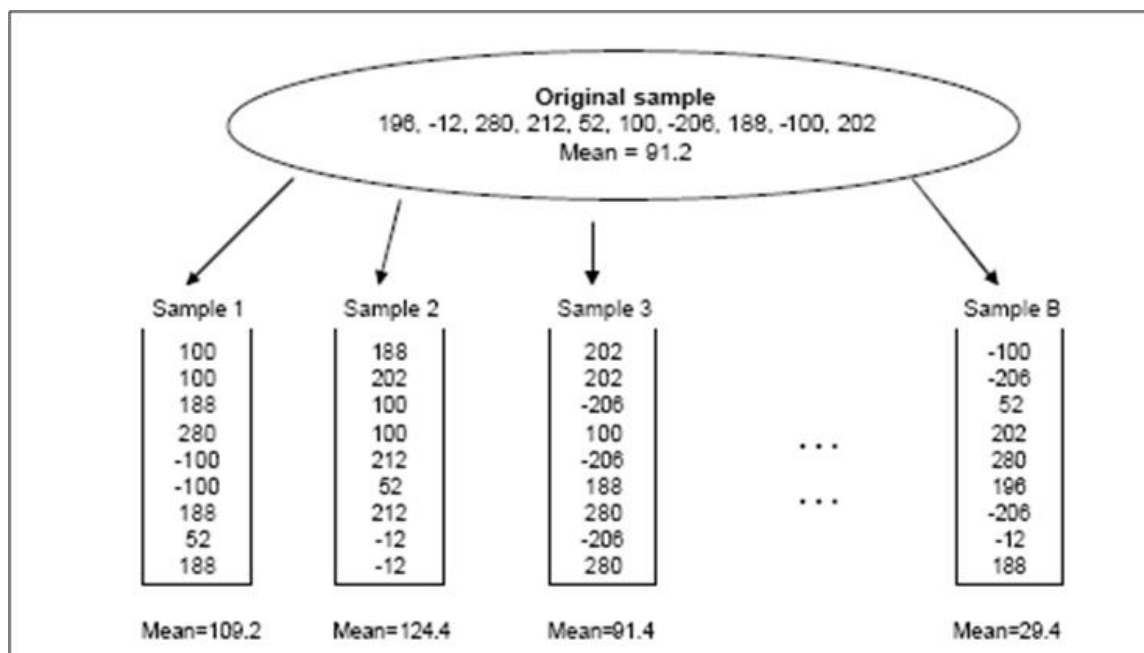 Original sample
196, -12, 280, 212, 52, 100, -206, 188, -100, 202
Mean = 91.2
Sample 1
100
100
188
280
-100
-100
188
52
188
Mean=109.2
Sample 2
188
202
100
100
212
52
212
-12
-12
Mean=124.4
Sample 3
202
202
-206
100
-206
188
280
-206
280
Mean=91.4
. . .
. . .
Sample B
-100
-206
52
202
280
196
-206
-12
188
Mean=29.4